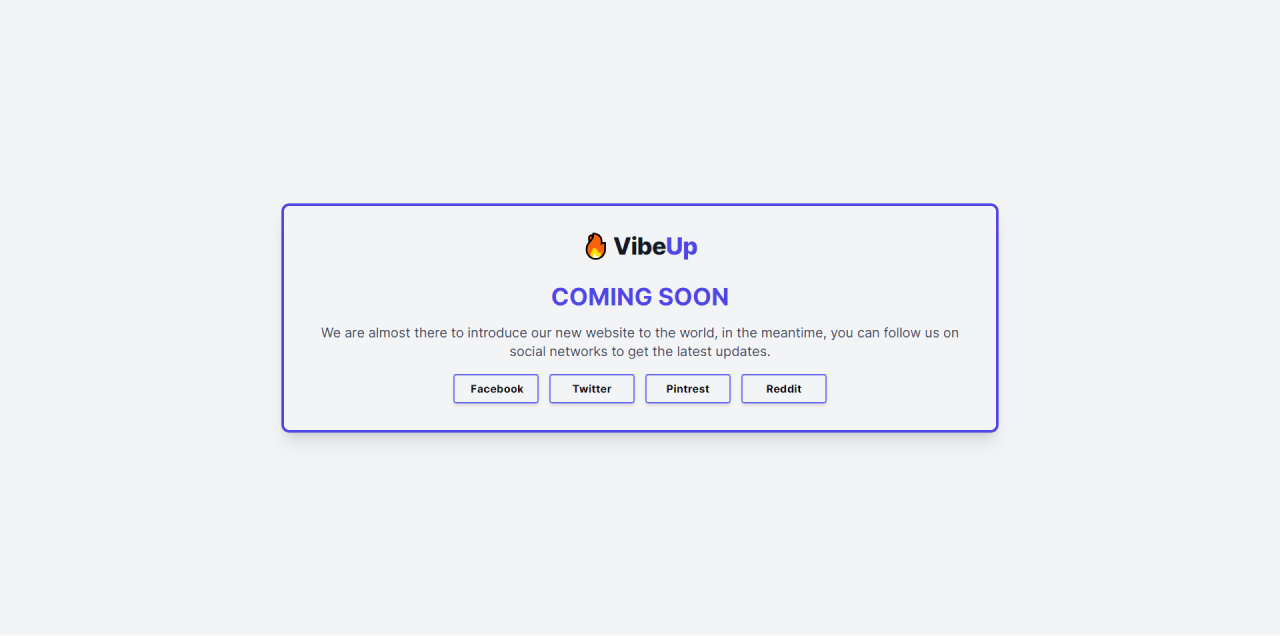 VibeUp
COMING SOON
We are almost there to introduce our new website to the world, in the meantime, you can follow us on
social networks to get the latest updates.
Facebook Twitter Pintrest Reddit